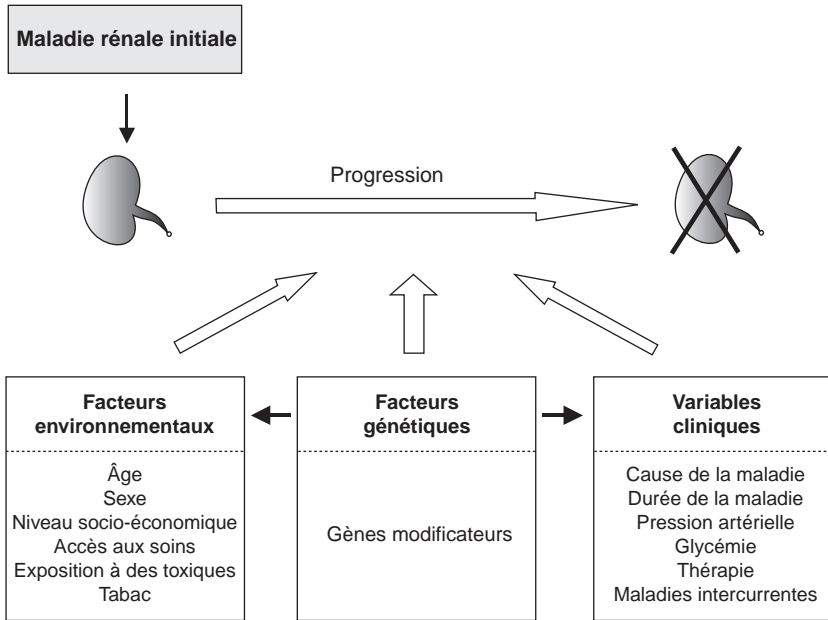 Maladie rénale initiale
Progression
Facteurs
environnementaux
Âge
Sexe
Niveau socio-économique
Accès aux soins
Exposition à des toxiques
Tabac
Facteurs
génétiques
Gènes modificateurs
Variables
cliniques
Cause de la maladie
Durée de la maladie
Pression artérielle
Glycémie
Thérapie
Maladies intercurrentes